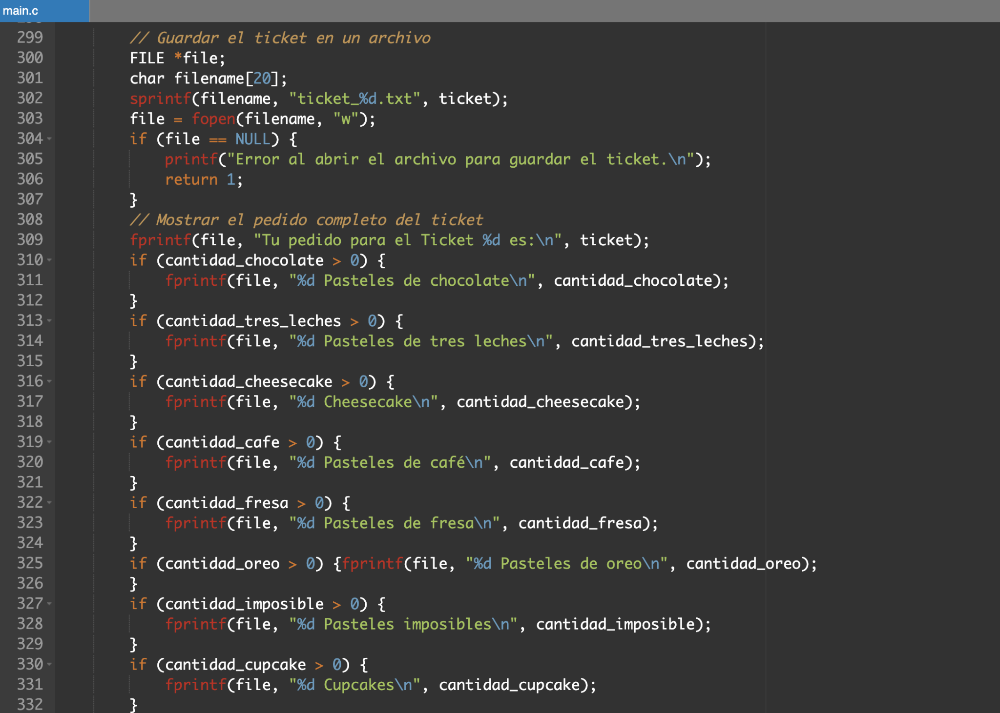 main.c
299 // Guardar el ticket en un archivo
300 FILE *file;
301 char filename[20];
302 sprintf(filename, "ticket_%d.txt", ticket);
303 file = fopen(filename, "w");
304 if (file == NULL) {
305 printf("Error al abrir el archivo para guardar el ticket.\n");
306 return 1;
307 }
308 // Mostrar el pedido completo del ticket
309 fprintf(file, "Tu pedido para el Ticket %d es:\n", ticket);
310 if (cantidad_chocolate > 0) {
311 fprintf(file, "%d Pasteles de chocolate\n", cantidad_chocolate);
312 }
313 if (cantidad_tres_leches > 0) {
314 fprintf(file, "%d Pasteles de tres leches\n", cantidad_tres_leches);
315 }
316 if (cantidad_cheesecake > 0) {
317 fprintf(file, "%d Cheesecake\n", cantidad_cheesecake);
318 }
319 if (cantidad_cafe > 0) {
320 fprintf(file, "%d Pasteles de café\n", cantidad_cafe);
321 }
322 if (cantidad_fresa > 0) {
323 fprintf(file, "%d Pasteles de fresa\n", cantidad_fresa);
324 }
325 if (cantidad_oreo > 0) {fprintf(file, "%d Pasteles de oreo\n", cantidad_oreo);
326 }
327 if (cantidad_imposible > 0) {
328 fprintf(file, "%d Pasteles imposibles\n", cantidad_imposible);
329 }
330 if (cantidad_cupcake > 0) {
331 fprintf(file, "%d Cupcakes\n", cantidad_cupcake);
332 }